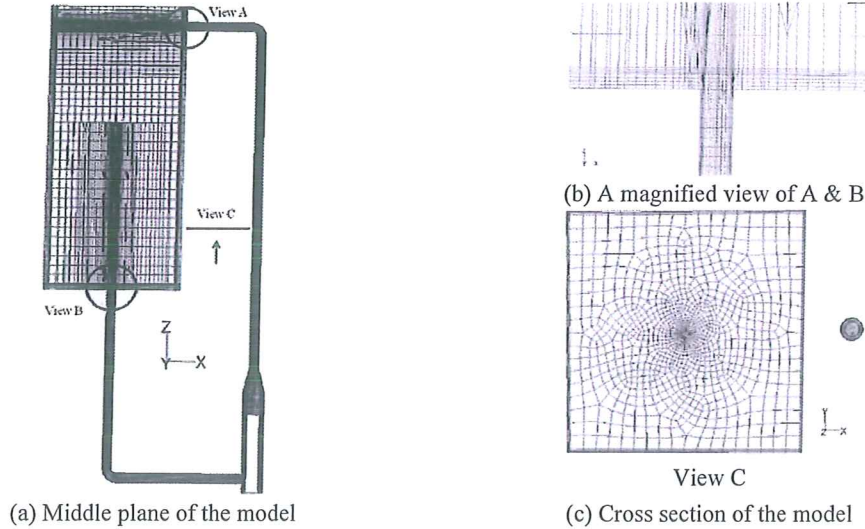 View A
View C
View B
Z
Y X
(a) Middle plane of the model
(b) A magnified view of A & B
Y
Z X
View C
(c) Cross section of the model